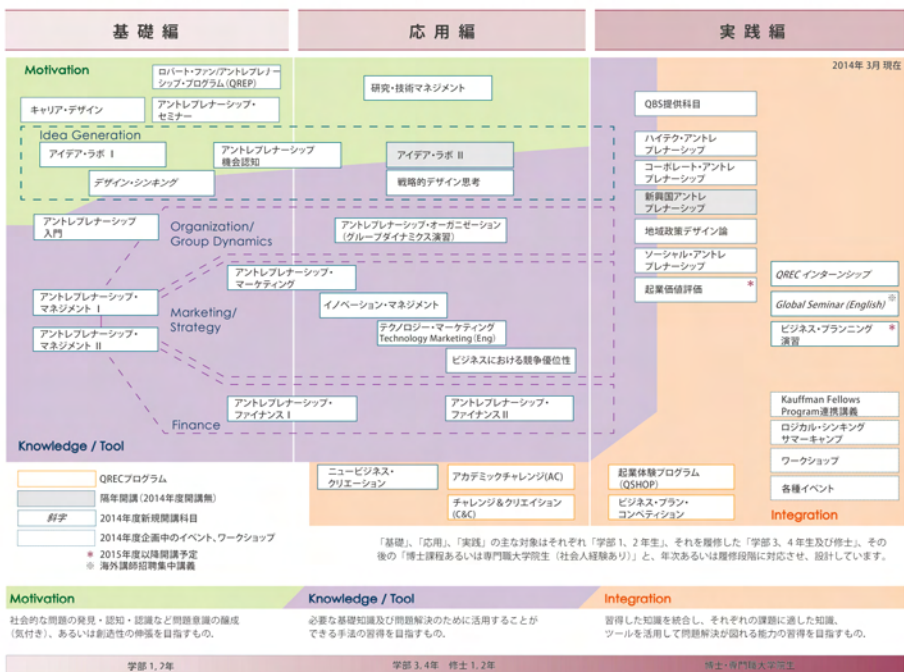 基礎編
応用編
実践編
2014年 3月 現在
Motivation
ロバート・ファン/アントレプレナー
シップ・プログラム(QREP)
キャリア・デザイン
アントレプレナーシップ・
セミナー
研究・技術マネジメント
QBS提供科目
Idea Generation
アイデア・ラボ I
アントレプレナーシップ
機会認知
アイデア・ラボ II
デザイン・シンキング
戦略的デザイン思考
ハイテク・アントレ
プレナーシップ
コーポレート・アントレ
プレナーシップ
新興国アントレ
プレナーシップ
地域政策デザイン論
ソーシャル・アントレ
プレナーシップ
起業価値評価 *
アントレプレナーシップ
入門
Organization/
Group Dynamics
アントレプレナーシップ・オーガニゼーション
(グループダイナミクス演習)
アントレプレナーシップ・
マーケティング
アントレプレナーシップ・
マネジメント I
Marketing/
Strategy
イノベーション・マネジメント
アントレプレナーシップ・
マネジメント II
テクノロジー・マーケティング
Technology Marketing (Eng)
ビジネスにおける競争優位性
QREC インターンシップ
Global Seminar (English) ※
ビジネス・プランニング *
演習
アントレプレナーシップ・
ファイナンス I
アントレプレナーシップ・
ファイナンス II
Finance
Kauffman Fellows
Program連携講義
ロジカル・シンキング
サマーキャンプ
ワークショップ
各種イベント
Knowledge / Tool
ニュービジネス・
クリエーション
アカデミックチャレンジ(AC)
チャレンジ&クリエイション
(C&C)
起業体験プログラム
(QSHOP)
ビジネス・プラン・
コンペティション
Integration
QRECプログラム
隔年開講(2014年度開講無)
斜字 2014年度新規開講科目
2014年度企画中のイベント、ワークショップ
* 2015年度以降開講予定
※ 海外講師招聘集中講義
「基礎」、「応用」、「実践」の主な対象はそれぞれ「学部 1、2 年生」、それを履修した「学部 3、4 年生及び修士」、その
後の「博士課程あるいは専門職大学院生(社会人経験あり)」と、年次あるいは履修段階に対応させ、設計しています。
Motivation
社会的な問題の発見・認知・認識など問題意識の醸成
(気付き)、あるいは創造性の伸張を目指すもの.
Knowledge / Tool
必要な基礎知識及び問題解決のために活用することが
できる手法の習得を目指すもの.
Integration
習得した知識を統合し、それぞれの課題に適した知識、
ツールを活用して問題解決が図れる能力の習得を目指すもの.
学部 1, 2年
学部 3, 4年 修士 1, 2年
博士・専門職大学院生